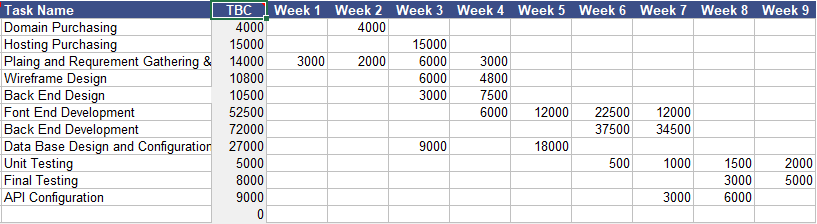 Task Name TBC Week 1 Week 2 Week 3 Week 4 Week 5 Week 6 Week 7 Week 8 Week 9
Domain Purchasing 4000 4000
Hosting Purchasing 15000 15000
Plaing and Requrement Gathering & 14000 3000 2000 6000 3000
Wireframe Design 10800 6000 4800
Back End Design 10500 3000 7500
Font End Development 52500 6000 12000 22500 12000
Back End Development 72000 37500 34500
Data Base Design and Configuration 27000 9000 18000
Unit Testing 5000 500 1000 1500 2000
Final Testing 8000 3000 5000
API Configuration 9000 3000 6000
0